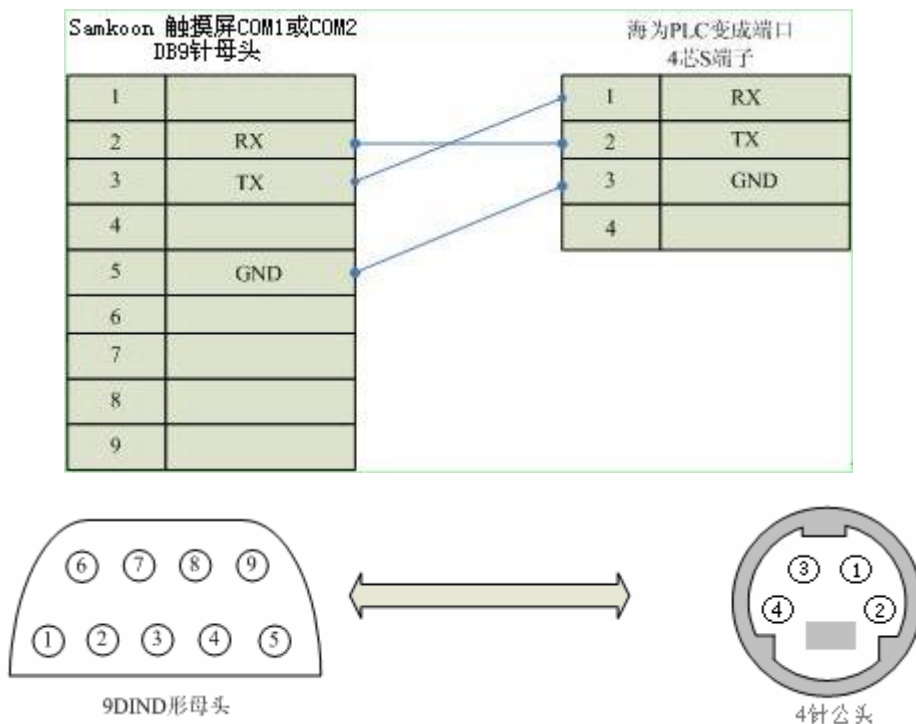 Samkoon 触摸屏COM1或COM2
DB9针母头
海为PLC变成端口
4芯S端子
1
2 RX
3 TX
4
5 GND
6
7
8
9
1 RX
2 TX
3 GND
4
6 7 8 9
1 2 3 4 5
9DIND形母头
3 1
4 2
4针公头